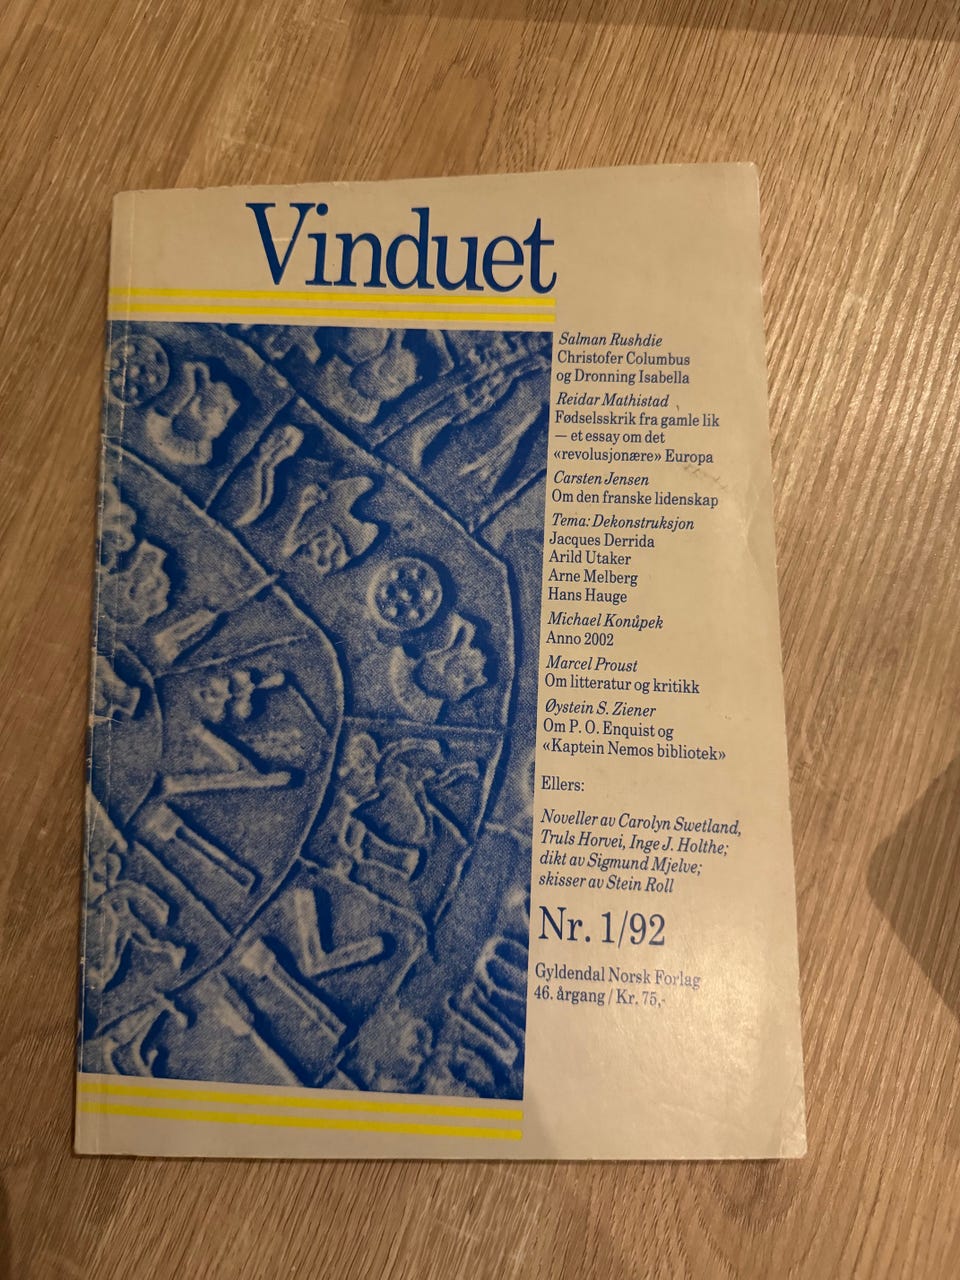 Vinduet
Salman Rushdie
Christofer Columbus
og Dronning Isabella
Reidar Mathistad
Fødselsskrik fra gamle lik
— et essay om det
«revolusjonære» Europa
Carsten Jensen
Om den franske lidenskap
Tema: Dekonstruksjon
Jacques Derrida
Arild Utaker
Arne Melberg
Hans Hauge
Michael Konůpek
Anno 2002
Marcel Proust
Om litteratur og kritikk
Øystein S. Ziener
Om P. O. Enquist og
«Kaptein Nemos bibliotek»
Ellers:
Noveller av Carolyn Swetland,
Truls Horvei, Inge J. Holthe;
dikt av Sigmund Mjelve;
skisser av Stein Roll
Nr. 1/92
Gyldendal Norsk Forlag
46. årgang / Kr. 75,-